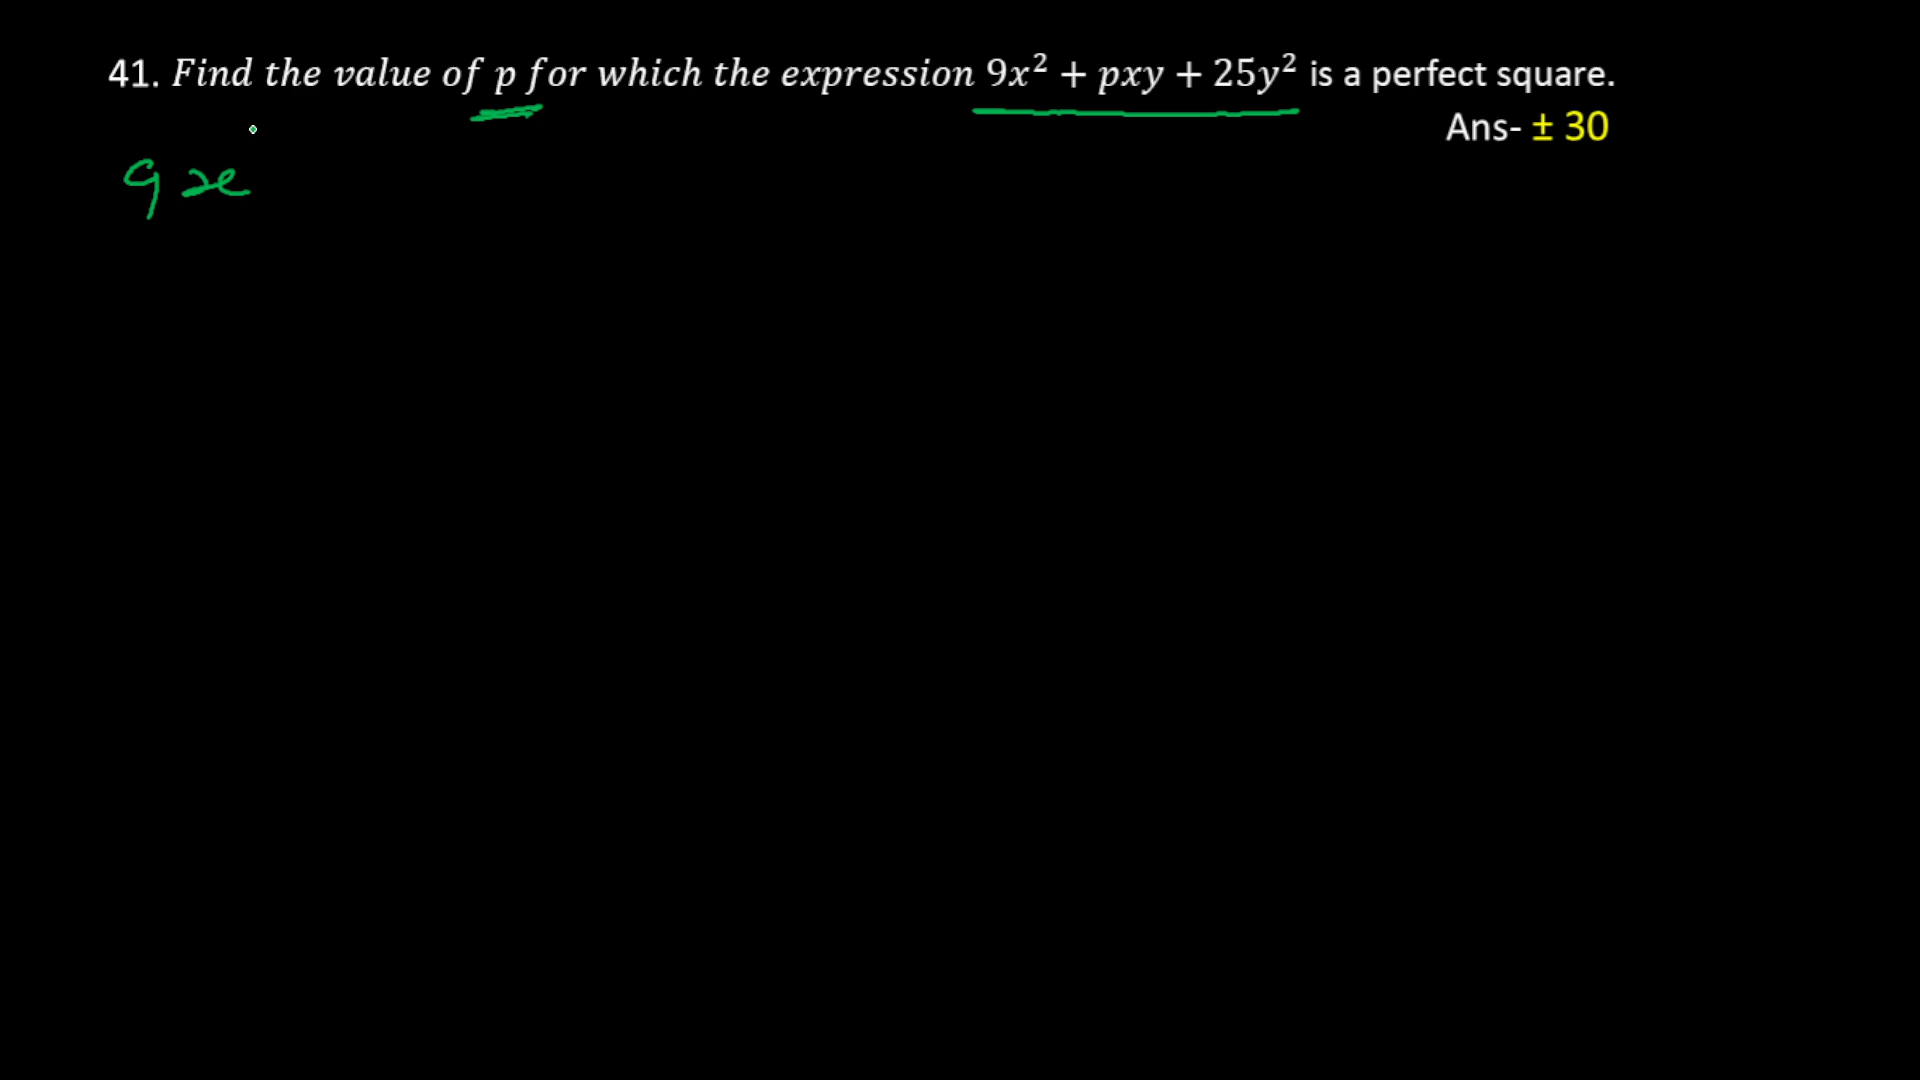 41. Find the value of p for which the expression 9x² + pxy + 25y² is a perfect square.
Ans- ± 30
9x